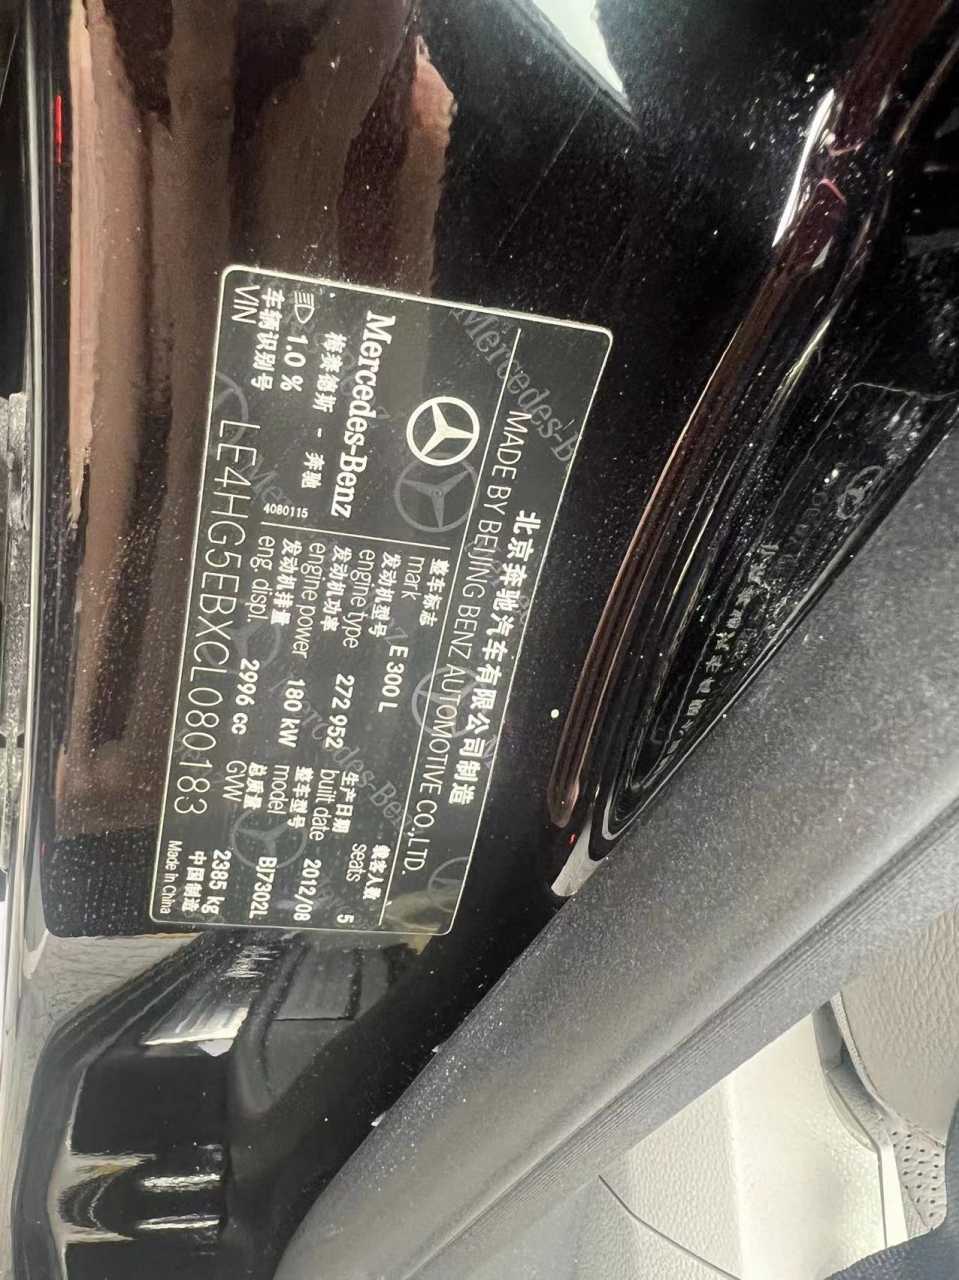 北京奔驰汽车有限公司制造
MADE BY BEIJING BENZ AUTOMOTIVE CO.,LTD.
Mercedes-Benz
梅赛德斯 - 奔驰
1.0 %
4080115
整车标志 E 300 L
mark
乘客人数 5
seats
发动机型号 272 952
engine type
生产日期 2012/08
built date
发动机功率 180 kW
engine power
整车型号 BJ7302L
model
发动机排量 2996 cc
eng. displ.
总质量 2385 kg
GVW
车辆识别号
VIN LE4HG5EBXCL080183
中国制造
Made in China